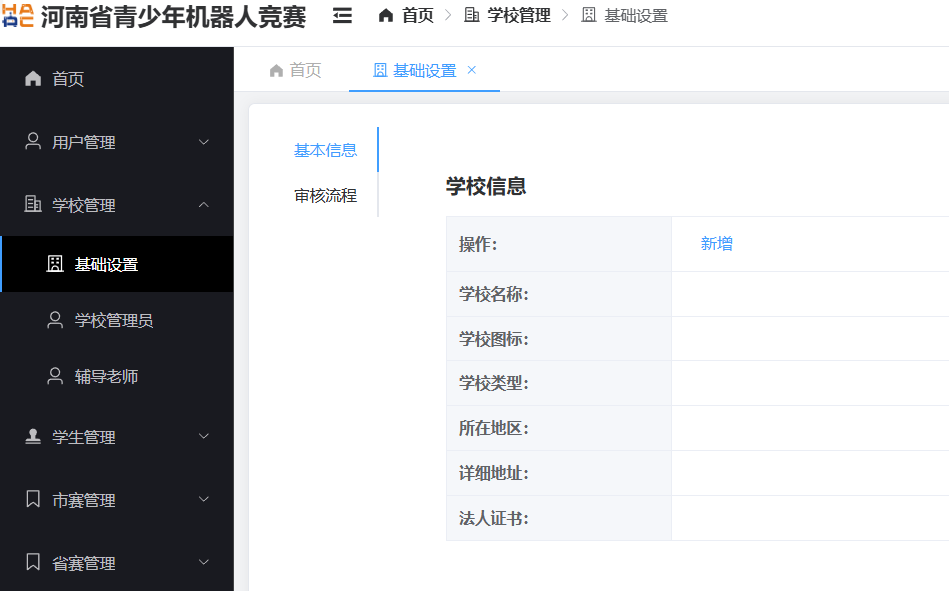 河南省青少年机器人竞赛
首页
学校管理
基础设置
首页
用户管理
学校管理
基础设置
学校管理员
辅导老师
学生管理
市赛管理
省赛管理
首页
基础设置
基本信息
审核流程
学校信息
操作: 新增
学校名称:
学校图标:
学校类型:
所在地区:
详细地址:
法人证书: